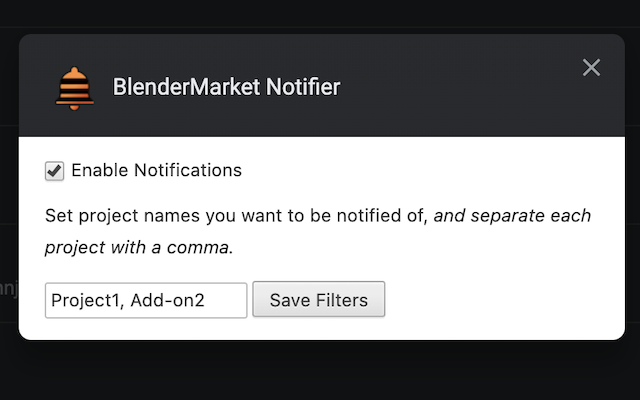 BlenderMarket Notifier
Enable Notifications
Set project names you want to be notified of, and separate each
project with a comma.
Project1, Add-on2 Save Filters